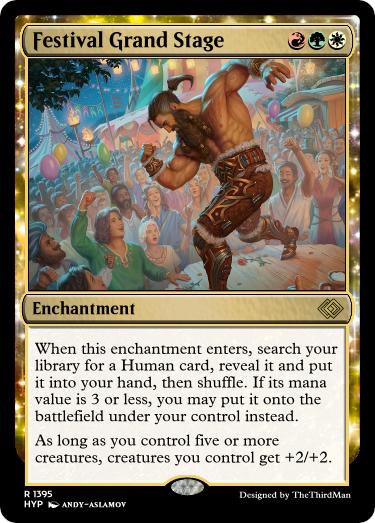 Festival Grand Stage
Enchantment
When this enchantment enters, search your
library for a Human card, reveal it and put
it into your hand, then shuffle. If its mana
value is 3 or less, you may put it onto the
battlefield under your control instead.
As long as you control five or more
creatures, creatures you control get +2/+2.
R 1395
HYP ANDY-ASLAMOV
Designed by TheThirdMan